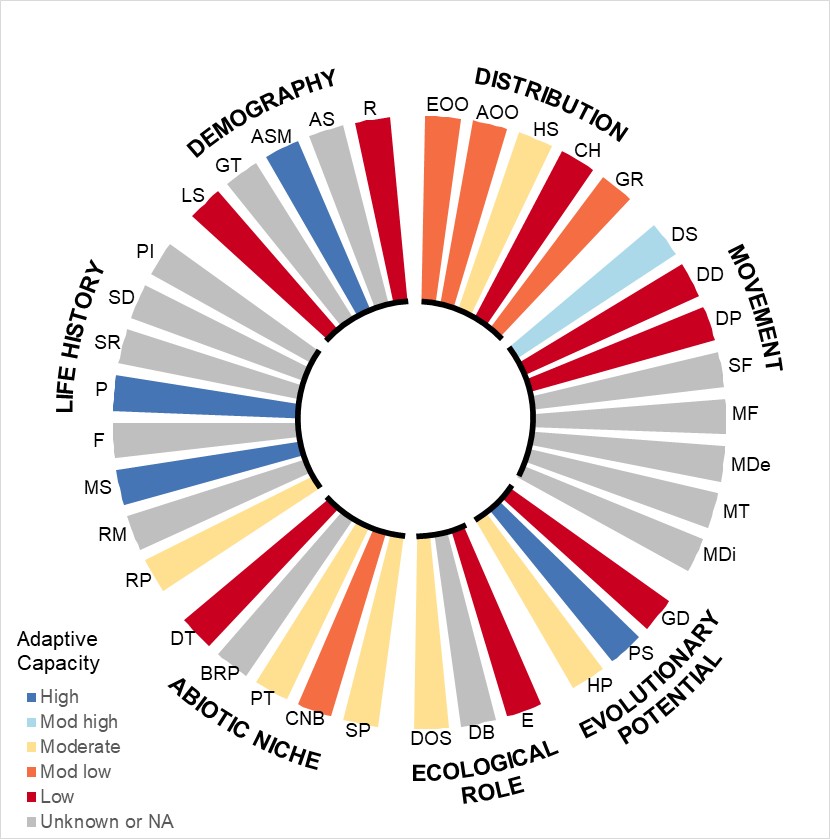 DEMOGRAPHY
DISTRIBUTION
R
EOO
AOO
AS
HS
ASM
CH
GT
GR
LS
DS
MOVEMENT
PI
DD
LIFE HISTORY
SD
DP
SR
SF
P
MF
F
MDe
MS
MT
RM
MDi
RP
GD
DT
PS
BRP
HP
PT
CNB
SP
DOS
DB
E
EVOLUTIONARY
POTENTIAL
ABIOTIC NICHE
ECOLOGICAL
ROLE
Adaptive
Capacity
High
Mod high
Moderate
Mod low
Low
Unknown or NA